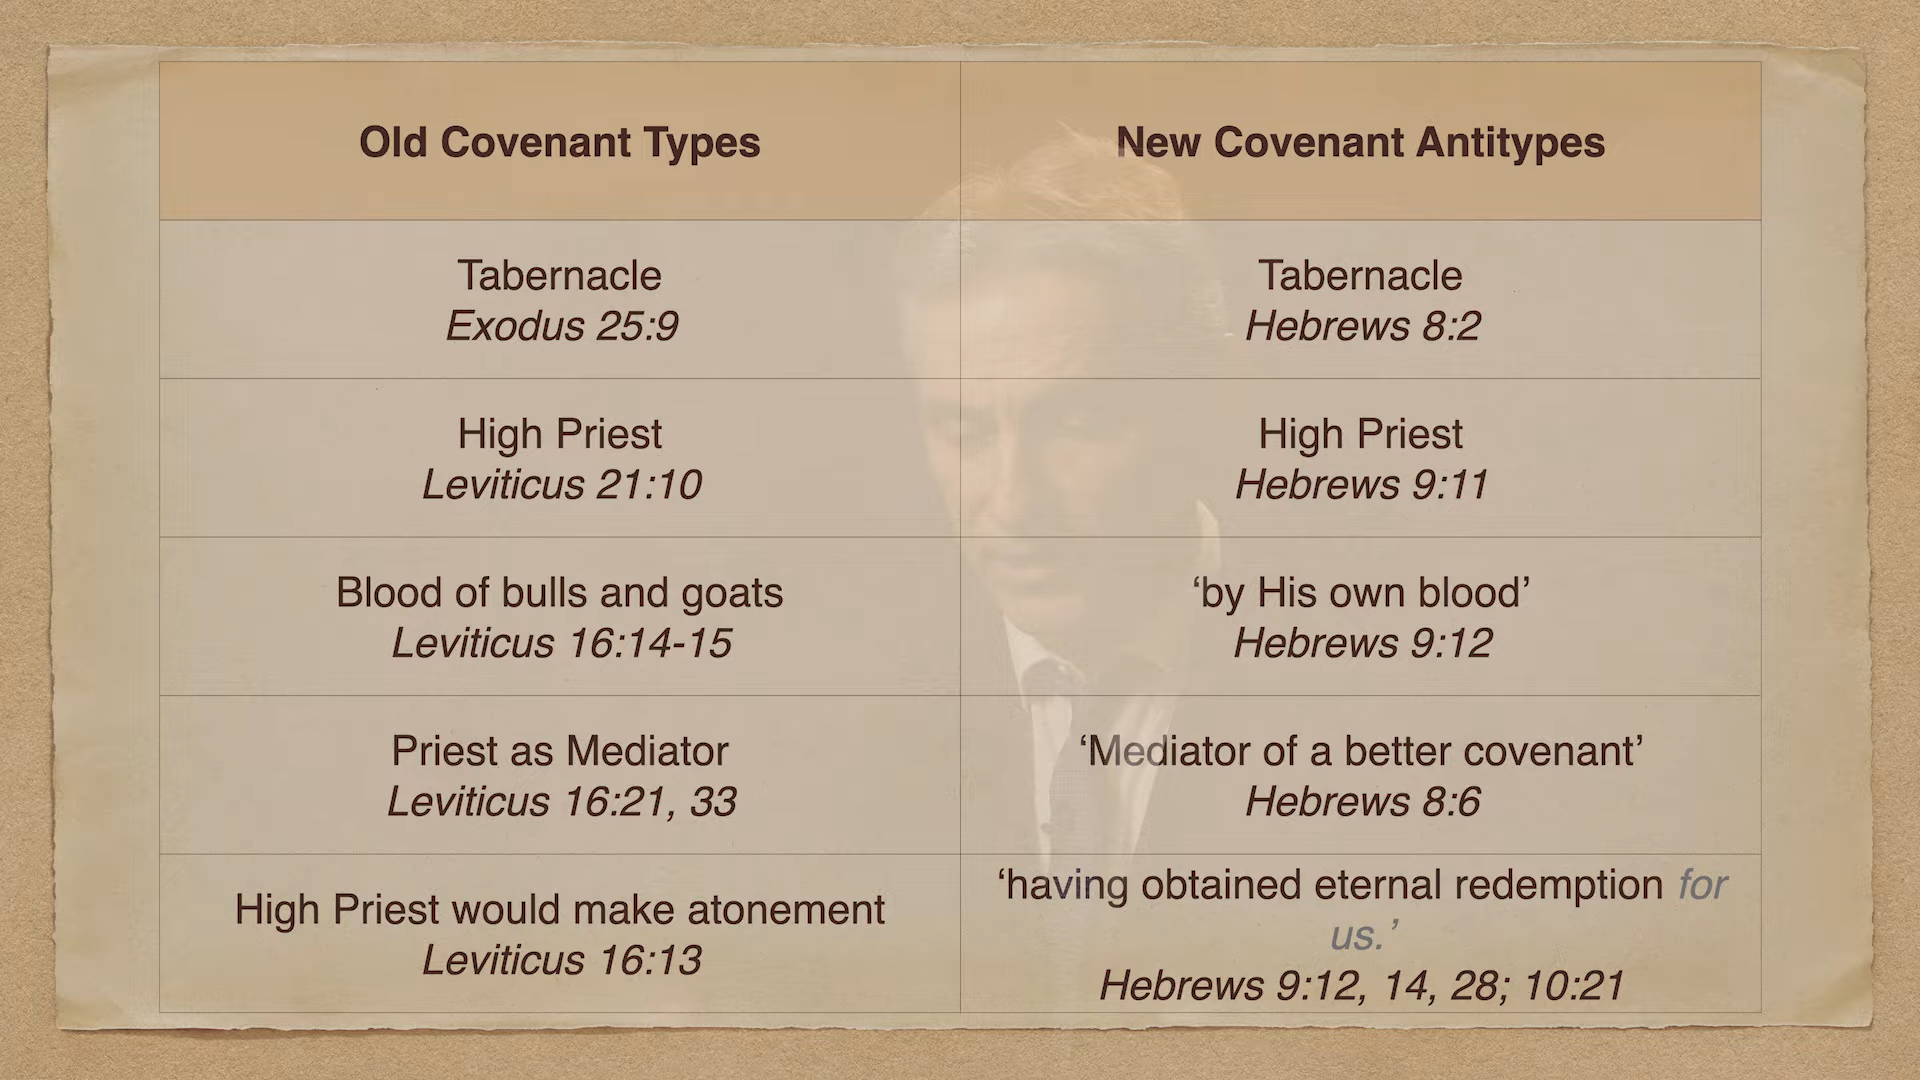 Old Covenant Types
New Covenant Antitypes
Tabernacle
Exodus 25:9
Tabernacle
Hebrews 8:2
High Priest
Leviticus 21:10
High Priest
Hebrews 9:11
Blood of bulls and goats
Leviticus 16:14-15
‘by His own blood’
Hebrews 9:12
Priest as Mediator
Leviticus 16:21, 33
‘Mediator of a better covenant’
Hebrews 8:6
High Priest would make atonement
Leviticus 16:13
‘having obtained eternal redemption for
us.’
Hebrews 9:12, 14, 28; 10:21